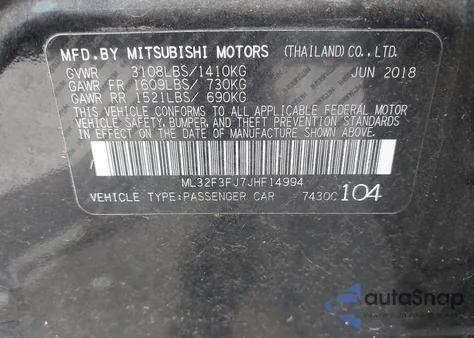 MFD.BY MITSUBISHI MOTORS (THAILAND)CO.,LTD.
GVWR 3108LBS/1410KG JUN 2018
GAWR FR 1609LBS/ 730KG
GAWR RR 1521LBS/ 690KG
THIS VEHICLE CONFORMS TO ALL APPLICABLE FEDERAL MOTOR
VEHICLE SAFETY,BUMPER,AND THEFT PREVENTION STANDARDS
IN EFFECT ON THE DATE OF MANUFACTURE SHOWN ABOVE.
ML32F3FJ7JHF14994
VEHICLE TYPE:PASSENGER CAR 7430C 104
autoSnap